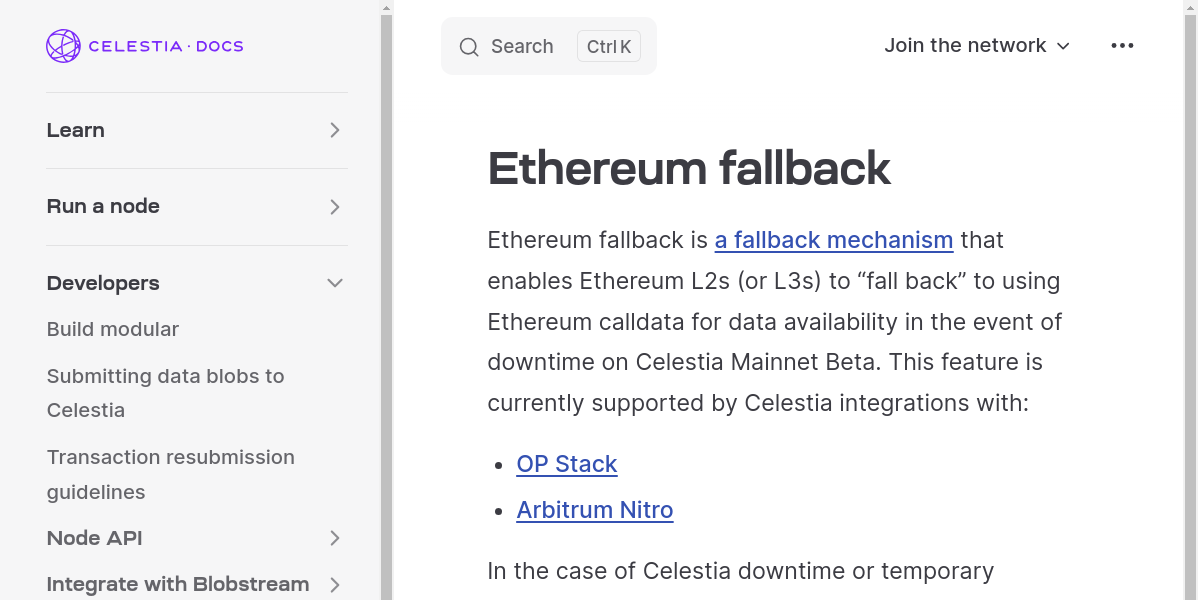 CELESTIA · DOCS
Learn
Run a node
Developers
Build modular
Submitting data blobs to
Celestia
Transaction resubmission
guidelines
Node API
Integrate with Blobstream
Search
Ctrl K
Join the network
Ethereum fallback
Ethereum fallback is a fallback mechanism that
enables Ethereum L2s (or L3s) to “fall back” to using
Ethereum calldata for data availability in the event of
downtime on Celestia Mainnet Beta. This feature is
currently supported by Celestia integrations with:
OP Stack
Arbitrum Nitro
In the case of Celestia downtime or temporary